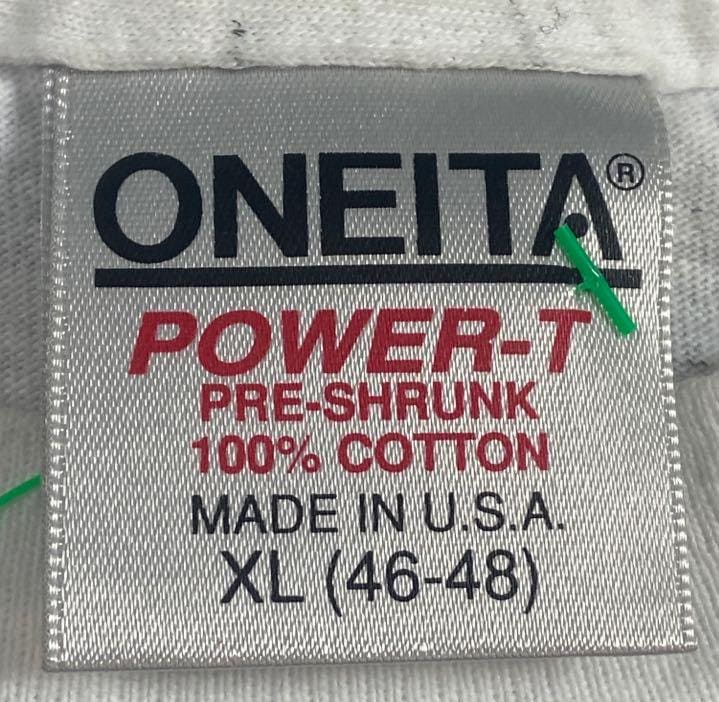 ONEITA®
POWER-T
PRE-SHRUNK
100% COTTON
MADE IN U.S.A.
XL (46-48)